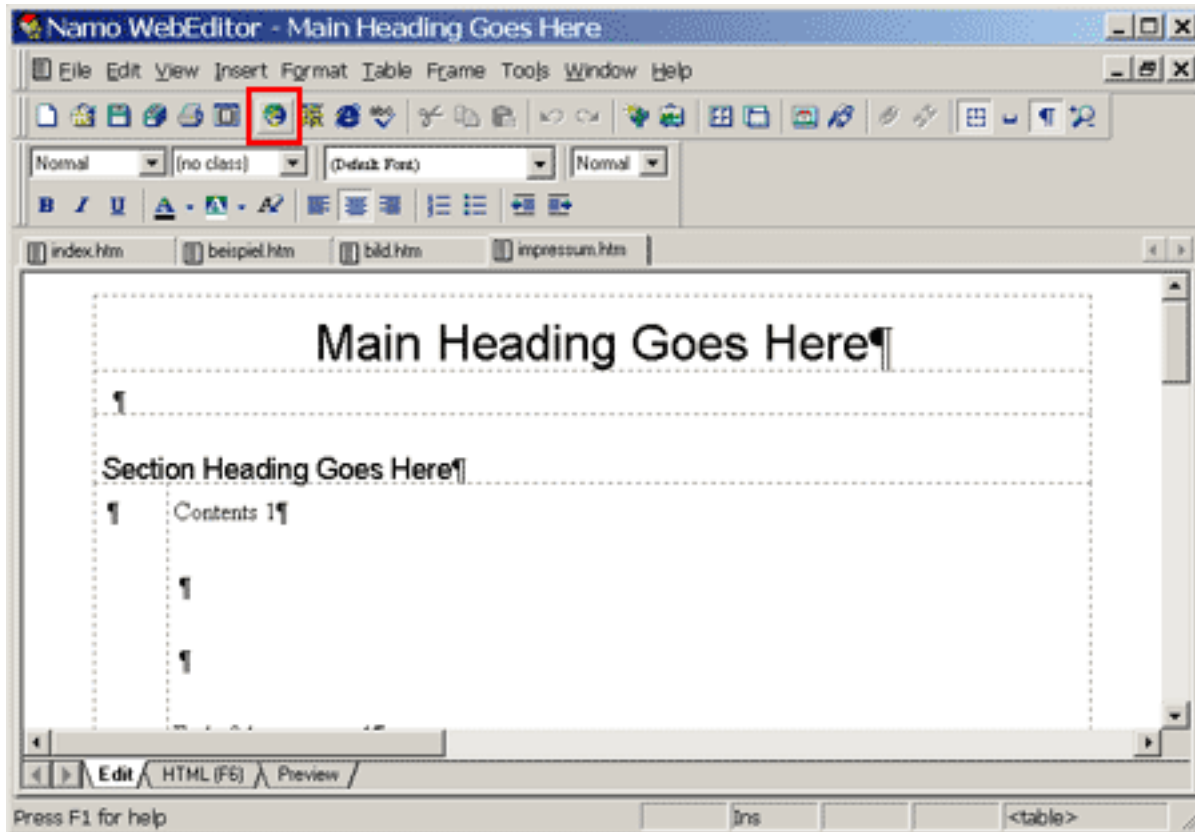 Namo WebEditor - Main Heading Goes Here
File Edit View Insert Format Table Frame Tools Window Help
Normal (no class) (Default Font) Normal
B I U A A A?
index.htm beispiel.htm bild.htm impressum.htm
Main Heading Goes Here¶
¶
Section Heading Goes Here¶
¶ Contents 1¶
¶
¶
Edit HTML (F6) Preview
Press F1 for help Ins <table>